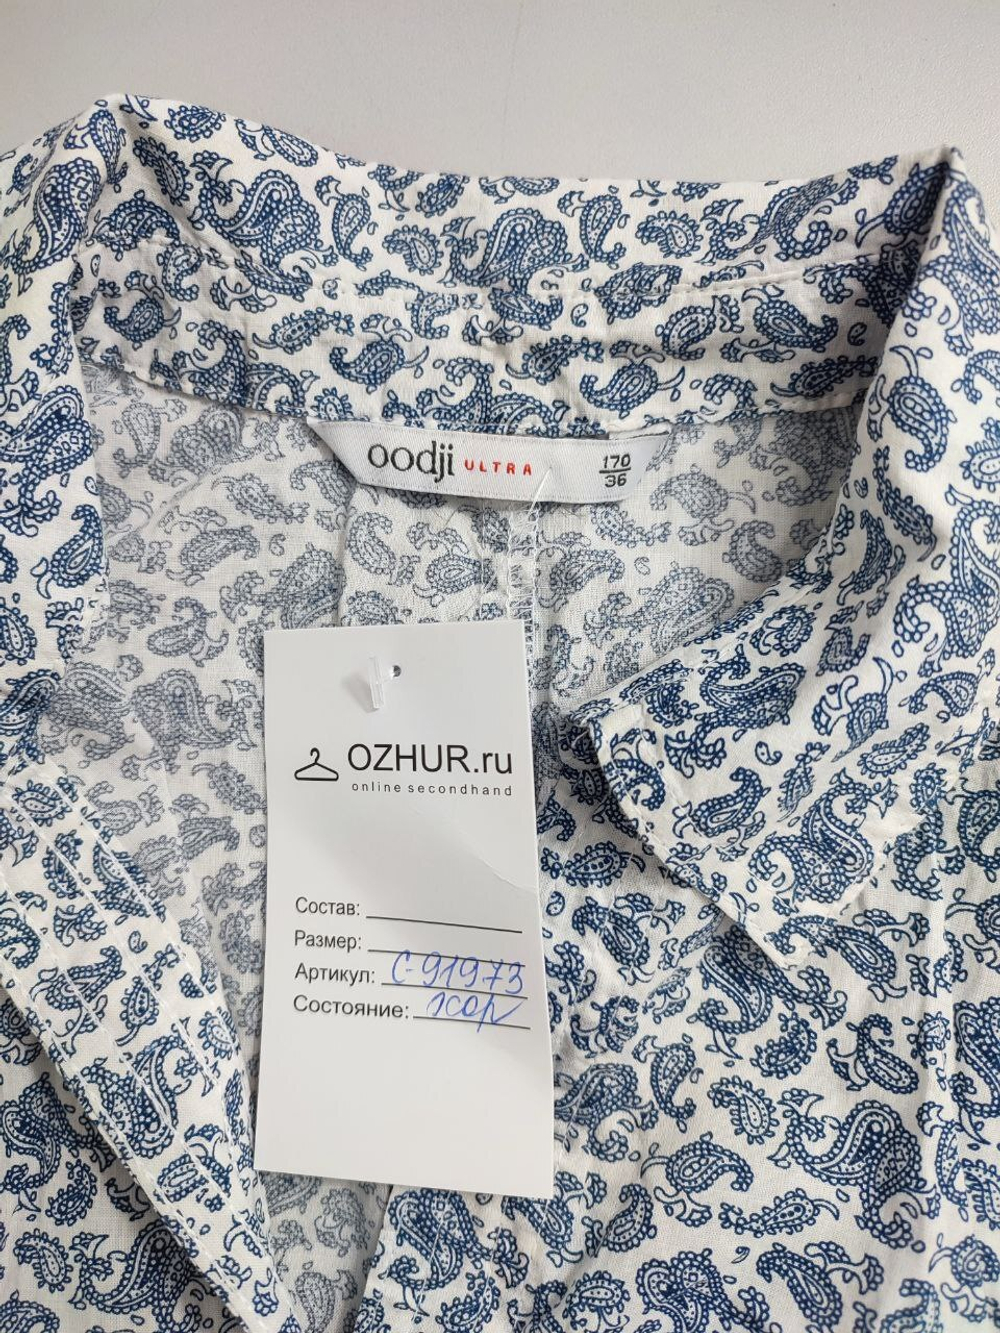 oodji ULTRA 170
36
OZHUR.ru
online secondhand
Состав:
Размер:
Артикул: С-91973
Состояние: хор